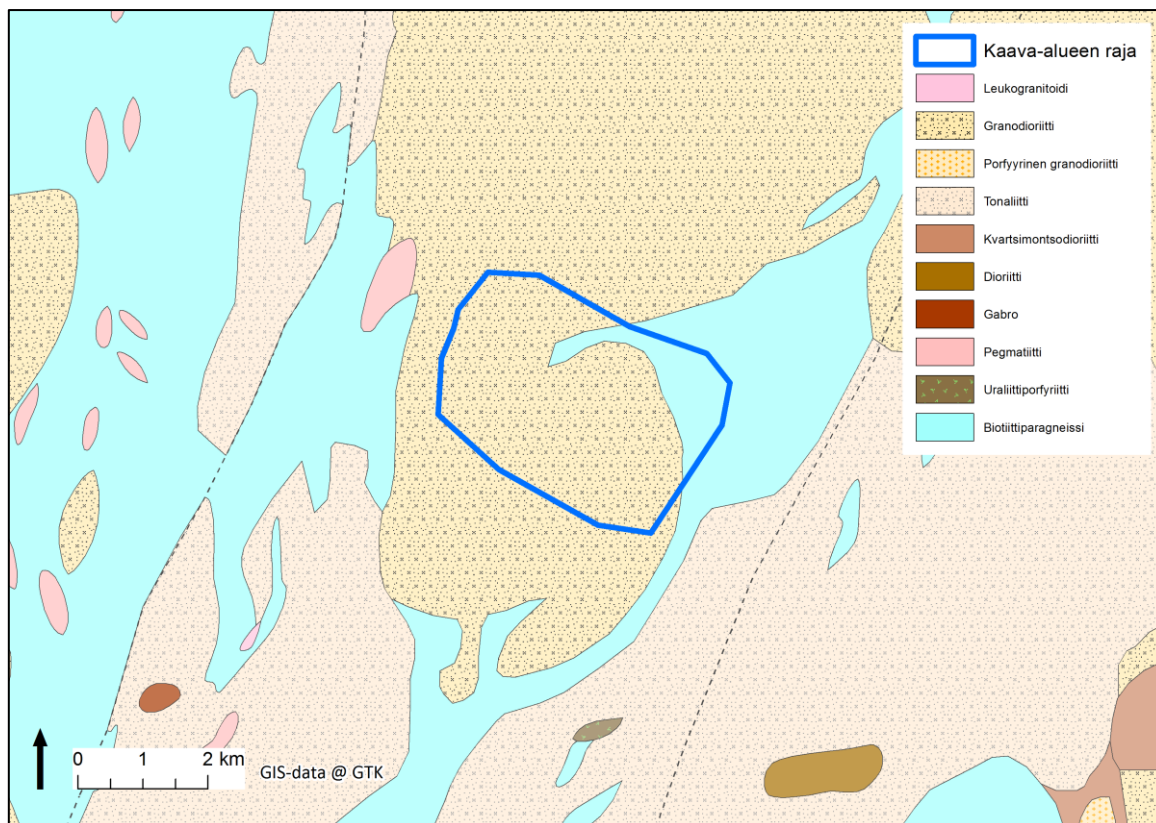 Kaava-alueen raja
Leukogranitoidi
Granodioriitti
Porfyyrinen granodioriitti
Tonaliitti
Kvartsimontsodioriitti
Dioriitti
Gabro
Pegmatiitti
Uraliittiporfyriitti
Biotiittiparagneissi
0 1 2 km
GIS-data @ GTK